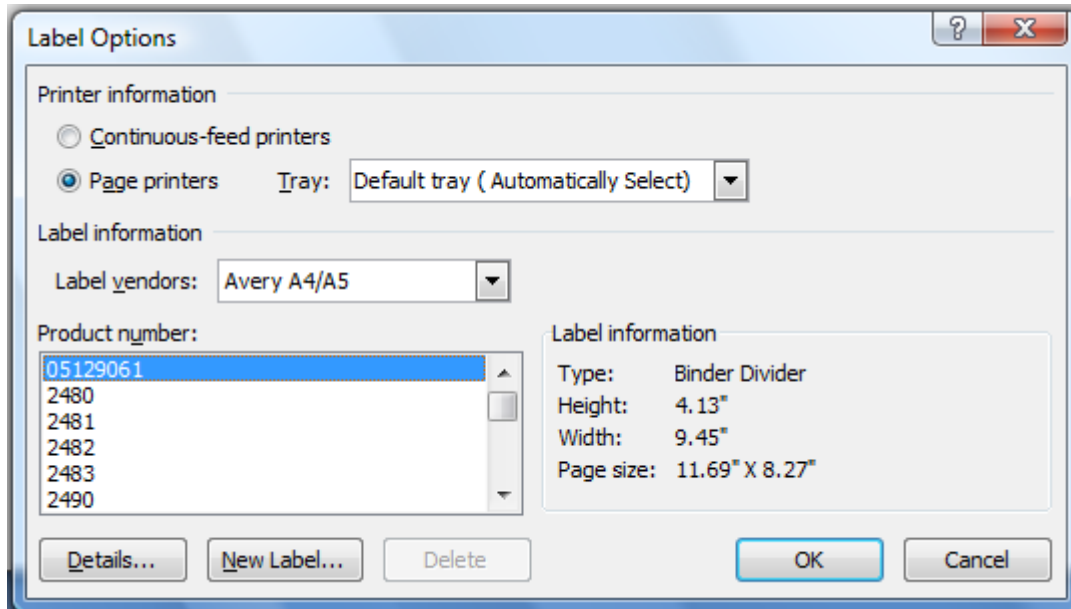 Label Options
Printer information
Continuous-feed printers
Page printers Tray: Default tray ( Automatically Select)
Label information
Label vendors: Avery A4/A5
Product number:
05129061
2480
2481
2482
2483
2490
Label information
Type: Binder Divider
Height: 4.13"
Width: 9.45"
Page size: 11.69" X 8.27"
Details... New Label... Delete OK Cancel